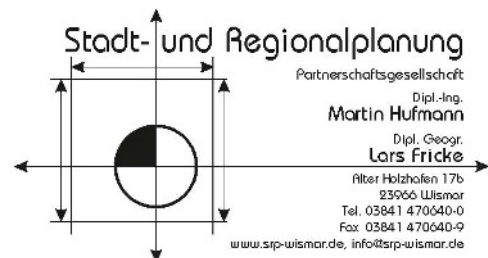 Stadt- und Regionalplanung
Partnerschaftsgesellschaft
Dipl.-Ing.
Martin Hufmann
Dipl. Geogr.
Lars Fricke
Alter Holzhafen 17b
23966 Wismar
Tel. 03841 470640-0
Fax 03841 470640-9
www.srp-wismar.de, info@srp-wismar.de